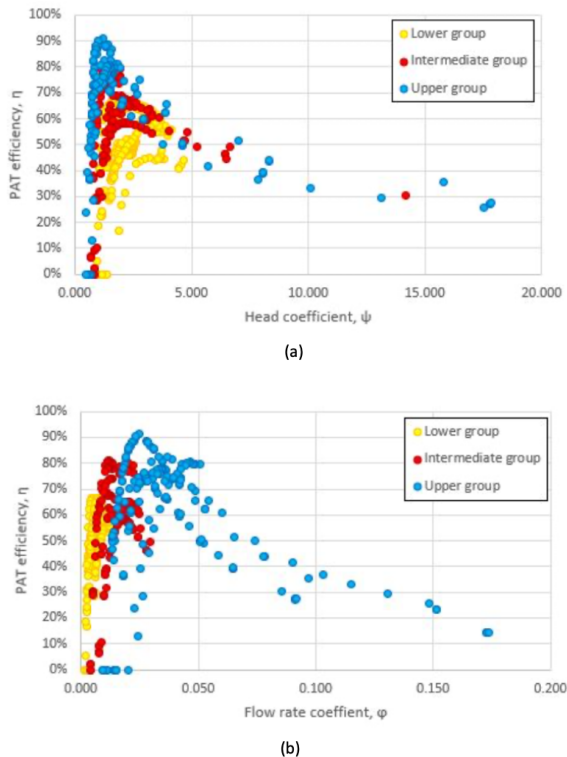 100%
90%
80%
70%
60%
50%
40%
30%
20%
10%
0%
PAT efficiency, η
Lower group
Intermediate group
Upper group
0.000 5.000 10.000 15.000 20.000
Head coefficient, ψ
(a)
100%
90%
80%
70%
60%
50%
40%
30%
20%
10%
0%
PAT efficiency, η
Lower group
Intermediate group
Upper group
0.000 0.050 0.100 0.150 0.200
Flow rate coeffient, φ
(b)